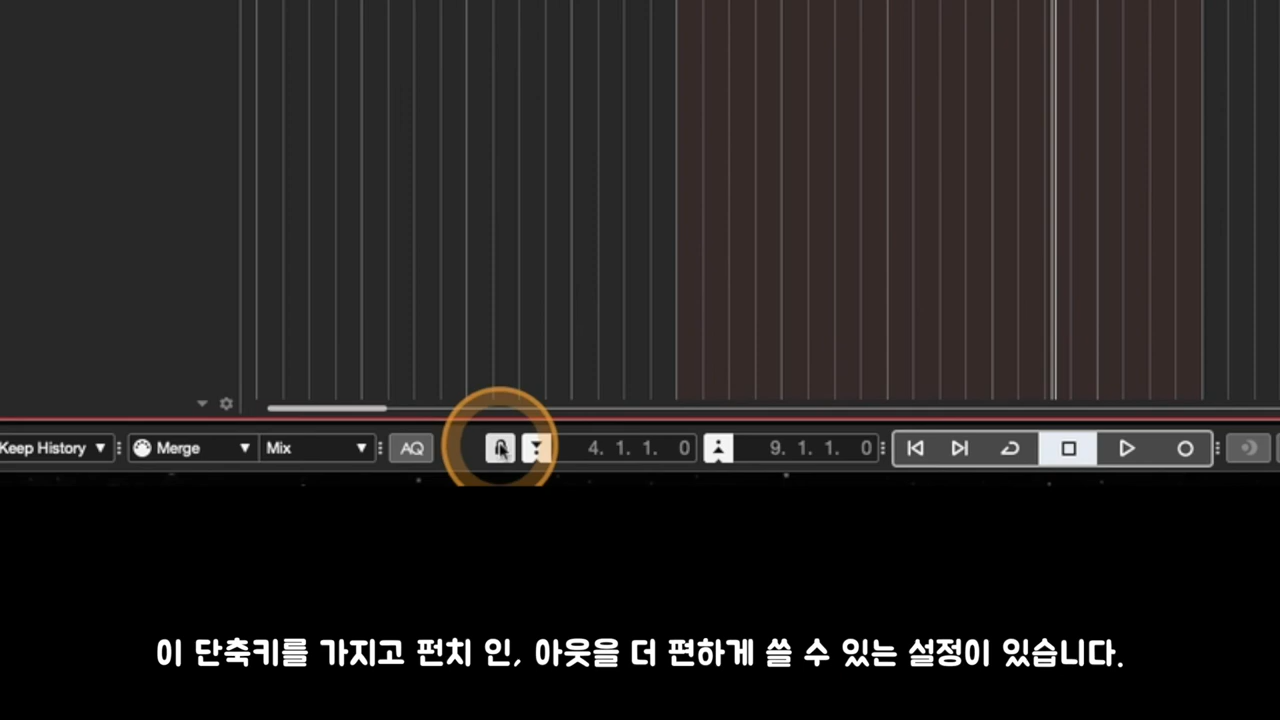 Keep History Merge Mix AQ 4. 1. 1. 0 9. 1. 1. 0
이 단축키를 가지고 펀치 인, 아웃을 더 편하게 쓸 수 있는 설정이 있습니다.